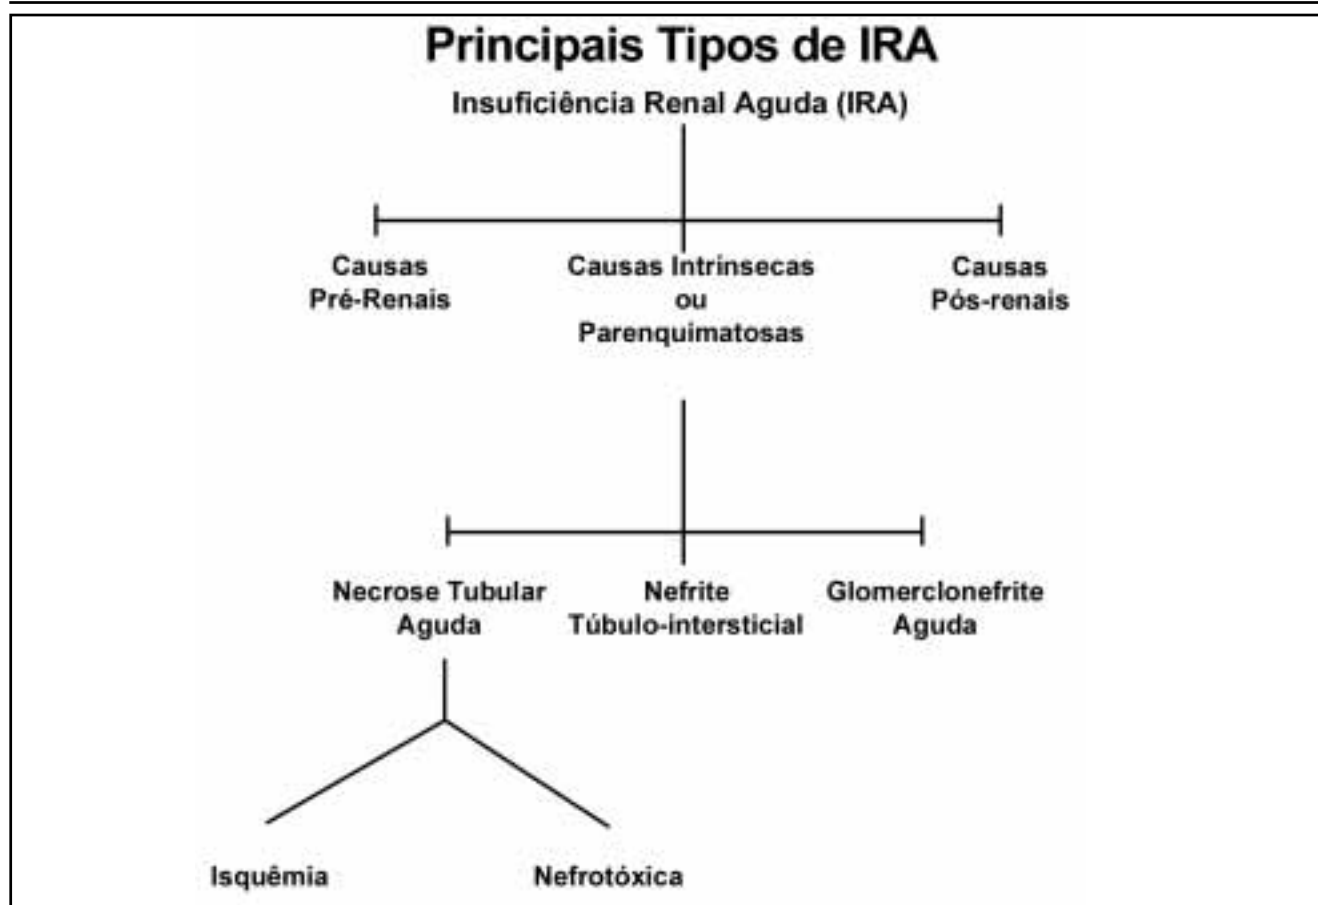 Principais Tipos de IRA
Insuficiência Renal Aguda (IRA)
Causas
Pré-Renais
Causas Intrinsecas
ou
Parenquimatosas
Causas
Pós-renais
Necrose Tubular
Aguda
Nefrite
Túbulo-intersticial
Glomerclonefrite
Aguda
Isquêmia
Nefrotóxica